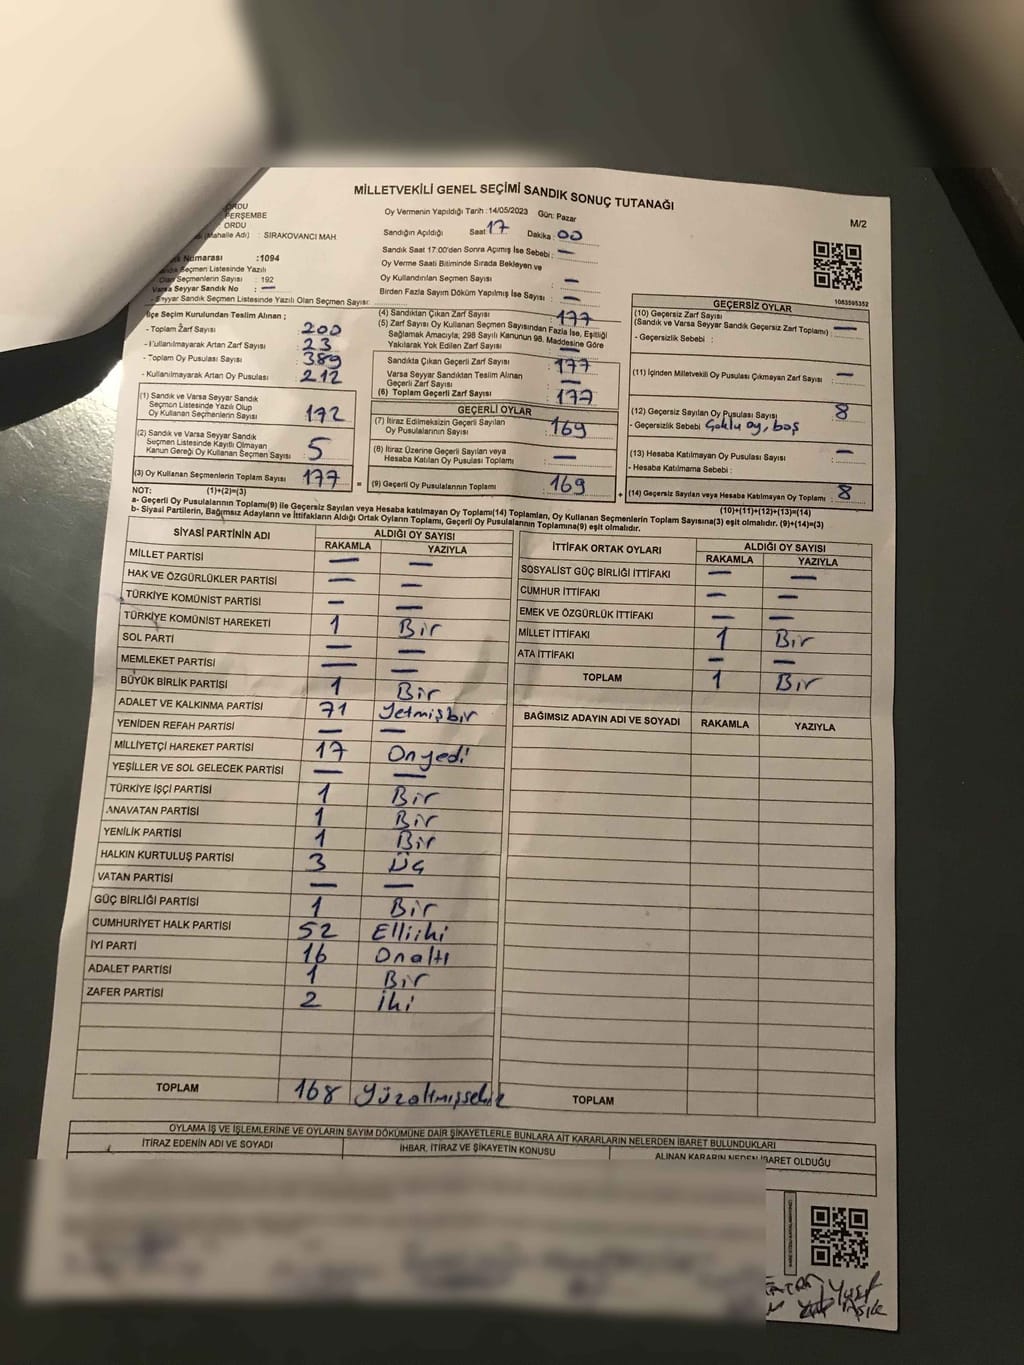 MİLLETVEKİLİ GENEL SEÇİMİ SANDIK SONUÇ TUTANAĞI
M/2
ORDU
PERŞEMBE
ORDU
(Mahalle Adı) : SIRAKOVANCI MAH.
Numarası :1094
Seçmen Listesinde Yazılı
Olan Seçmenlerin Sayısı : 192
Varsa Seyyar Sandık No : —
- Seyyar Sandık Seçmen Listesinde Yazılı Olan Seçmen Sayısı:
Oy Vermenin Yapıldığı Tarih :14/05/2023 Gün: Pazar
Sandığın Açıldığı Saat 17 Dakika : 00
Sandık Saat 17:00'den Sonra Açımış İse Sebebi : —
Oy Verme Saati Bitiminde Sırada Bekleyen ve
Oy Kullandırılan Seçmen Sayısı —
Birden Fazla Sayım Döküm Yapılmış İse Sayısı : —
1083595352
İlçe Seçim Kurulundan Teslim Alınan ;
- Toplam Zarf Sayısı 200
- Kullanılmayarak Artan Zarf Sayısı 23
- Toplam Oy Pusulası Sayısı 389
- Kullanılmayarak Artan Oy Pusulası 212
(1) Sandık ve Varsa Seyyar Sandık
Seçmen Listesinde Yazılı Olup
Oy Kullanan Seçmenlerin Sayısı 172
(2) Sandık ve Varsa Seyyar Sandık
Seçmen Listesinde Kayıtlı Olmayan
Kanun Gereği Oy Kullanan Seçmen Sayısı 5
(3) Oy Kullanan Seçmenlerin Toplam Sayısı : 177
(1)+(2)=(3)
(4) Sandıktan Çıkan Zarf Sayısı : 177
(5) Zarf Sayısı Oy Kullanan Seçmen Sayısından Fazla İse, Eşitliği
Sağlamak Amacıyla; 298 Sayılı Kanunun 98. Maddesine Göre
Yakılarak Yok Edilen Zarf Sayısı : —
Sandıkta Çıkan Geçerli Zarf Sayısı : 177
Varsa Seyyar Sandıktan Teslim Alınan
Geçerli Zarf Sayısı : —
(6) Toplam Geçerli Zarf Sayısı : 177
GEÇERLİ OYLAR
(7) İtiraz Edilmeksizin Geçerli Sayılan
Oy Pusulalarının Sayısı : 169
(8) İtiraz Üzerine Geçerli Sayılan veya
Hesaba Katılan Oy Pusulası Toplamı : —
= (9) Geçerli Oy Pusulalarının Toplamı : 169
GEÇERSİZ OYLAR
(10) Geçersiz Zarf Sayısı
(Sandık ve Varsa Seyyar Sandık Geçersiz Zarf Toplamı) : —
- Geçersizlik Sebebi :
(11) İçinden Milletvekili Oy Pusulası Çıkmayan Zarf Sayısı : —
(12) Geçersiz Sayılan Oy Pusulası Sayısı : 8
- Geçersizlik Sebebi Çoklu oy, boş
(13) Hesaba Katılmayan Oy Pusulası Sayısı : —
- Hesaba Katılmama Sebebi :
+ (14) Geçersiz Sayılan veya Hesaba Katılmayan Oy Toplamı : 8
(10)+(11)+(12)+(13)=(14)
NOT:
a- Geçerli Oy Pusulalarının Toplamı(9) ile Geçersiz Sayılan veya Hesaba katılmayan Oy Toplamı(14) Toplamları, Oy Kullanan Seçmenlerin Toplam Sayısına(3) eşit olmalıdır. (9)+(14)=(3)
b- Siyasi Partilerin, Bağımsız Adayların ve İttifakların Aldığı Ortak Oyların Toplamı, Geçerli Oy Pusulalarının Toplamına(9) eşit olmalıdır.
SİYASİ PARTİNİN ADI ALDIĞI OY SAYISI
RAKAMLA YAZIYLA
MİLLET PARTİSİ — —
HAK VE ÖZGÜRLÜKLER PARTİSİ — —
TÜRKİYE KOMÜNİST PARTİSİ — —
TÜRKİYE KOMÜNİST HAREKETİ 1 Bir
SOL PARTİ — —
MEMLEKET PARTİSİ — —
BÜYÜK BİRLİK PARTİSİ 1 Bir
ADALET VE KALKINMA PARTİSİ 71 Yetmişbir
YENİDEN REFAH PARTİSİ — —
MİLLİYETÇİ HAREKET PARTİSİ 17 Onyedi
YEŞİLLER VE SOL GELECEK PARTİSİ — —
TÜRKİYE İŞÇİ PARTİSİ 1 Bir
ANAVATAN PARTİSİ 1 Bir
YENİLİK PARTİSİ 1 Bir
HALKIN KURTULUŞ PARTİSİ 3 Üç
VATAN PARTİSİ — —
GÜÇ BİRLİĞİ PARTİSİ 1 Bir
CUMHURİYET HALK PARTİSİ 52 Elliiki
İYİ PARTİ 16 Onaltı
ADALET PARTİSİ 1 Bir
ZAFER PARTİSİ 2 İki
TOPLAM 168 Yüzaltmışsekiz
İTTİFAK ORTAK OYLARI ALDIĞI OY SAYISI
RAKAMLA YAZIYLA
SOSYALİST GÜÇ BİRLİĞİ İTTİFAKI — —
CUMHUR İTTİFAKI — —
EMEK VE ÖZGÜRLÜK İTTİFAKI — —
MİLLET İTTİFAKI 1 Bir
ATA İTTİFAKI — —
TOPLAM 1 Bir
BAĞIMSIZ ADAYIN ADI VE SOYADI RAKAMLA YAZIYLA
TOPLAM
OYLAMA İŞ VE İŞLEMLERİNE VE OYLARIN SAYIM DÖKÜMÜNE DAİR ŞİKAYETLERLE BUNLARA AİT KARARLARIN NELERDEN İBARET BULUNDUKLARI
İTİRAZ EDENİN ADI VE SOYADI İHBAR, İTİRAZ VE ŞİKAYETİN KONUSU ALINAN KARARIN NEDEN İBARET OLDUĞU
Yusuf